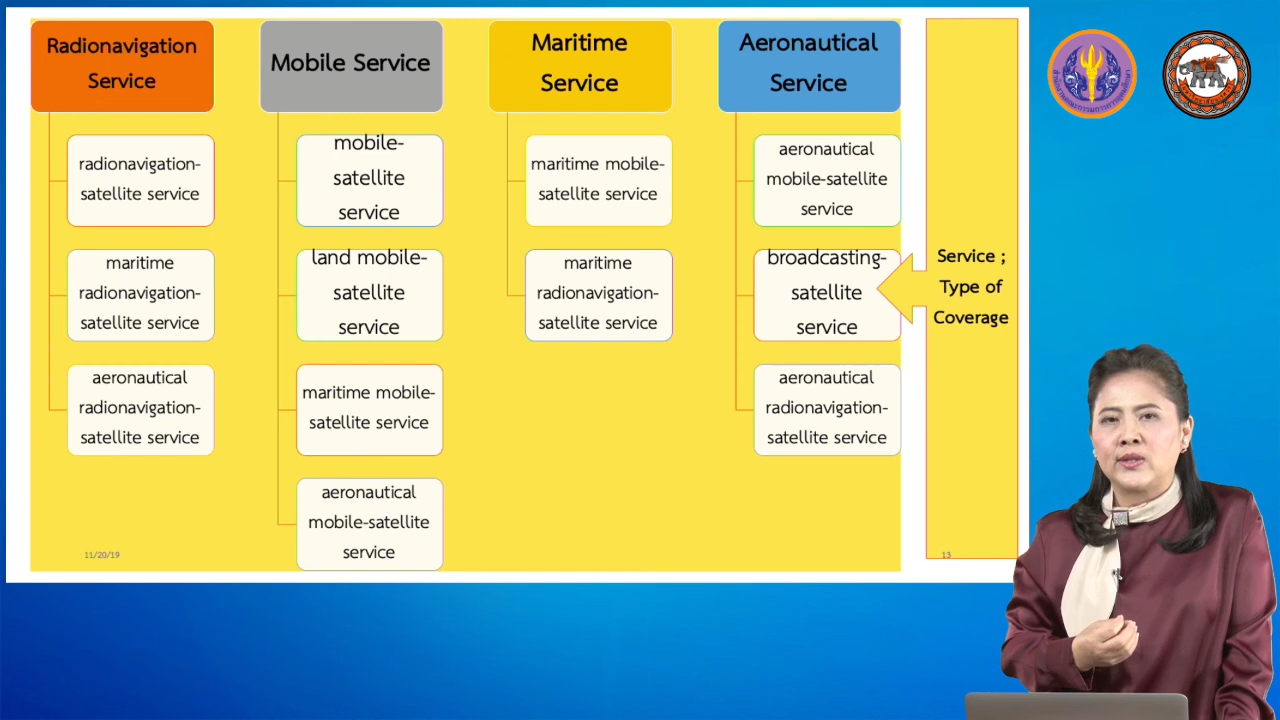 Radionavigation
Service
radionavigation-
satellite service
maritime
radionavigation-
satellite service
aeronautical
radionavigation-
satellite service
Mobile Service
mobile-
satellite
service
land mobile-
satellite
service
maritime mobile-
satellite service
aeronautical
mobile-satellite
service
Maritime
Service
maritime mobile-
satellite service
maritime
radionavigation-
satellite service
Aeronautical
Service
aeronautical
mobile-satellite
service
broadcasting-
satellite
service
aeronautical
radionavigation-
satellite service
Service ;
Type of
Coverage
11/20/19
13